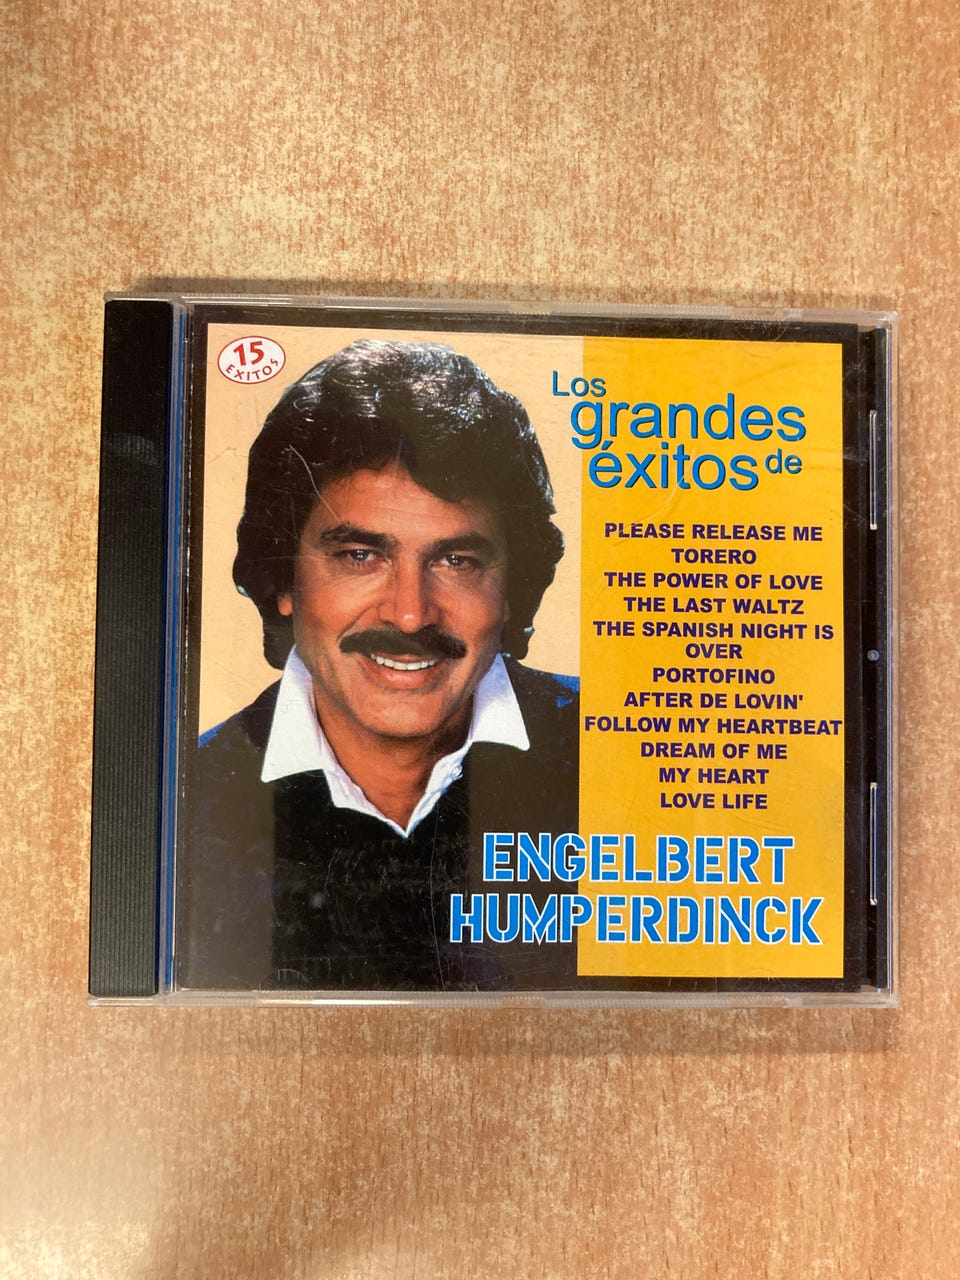 15
EXITOS
Los
grandes
éxitos de
PLEASE RELEASE ME
TORERO
THE POWER OF LOVE
THE LAST WALTZ
THE SPANISH NIGHT IS
OVER
PORTOFINO
AFTER DE LOVIN'
FOLLOW MY HEARTBEAT
DREAM OF ME
MY HEART
LOVE LIFE
ENGELBERT
HUMPERDINCK